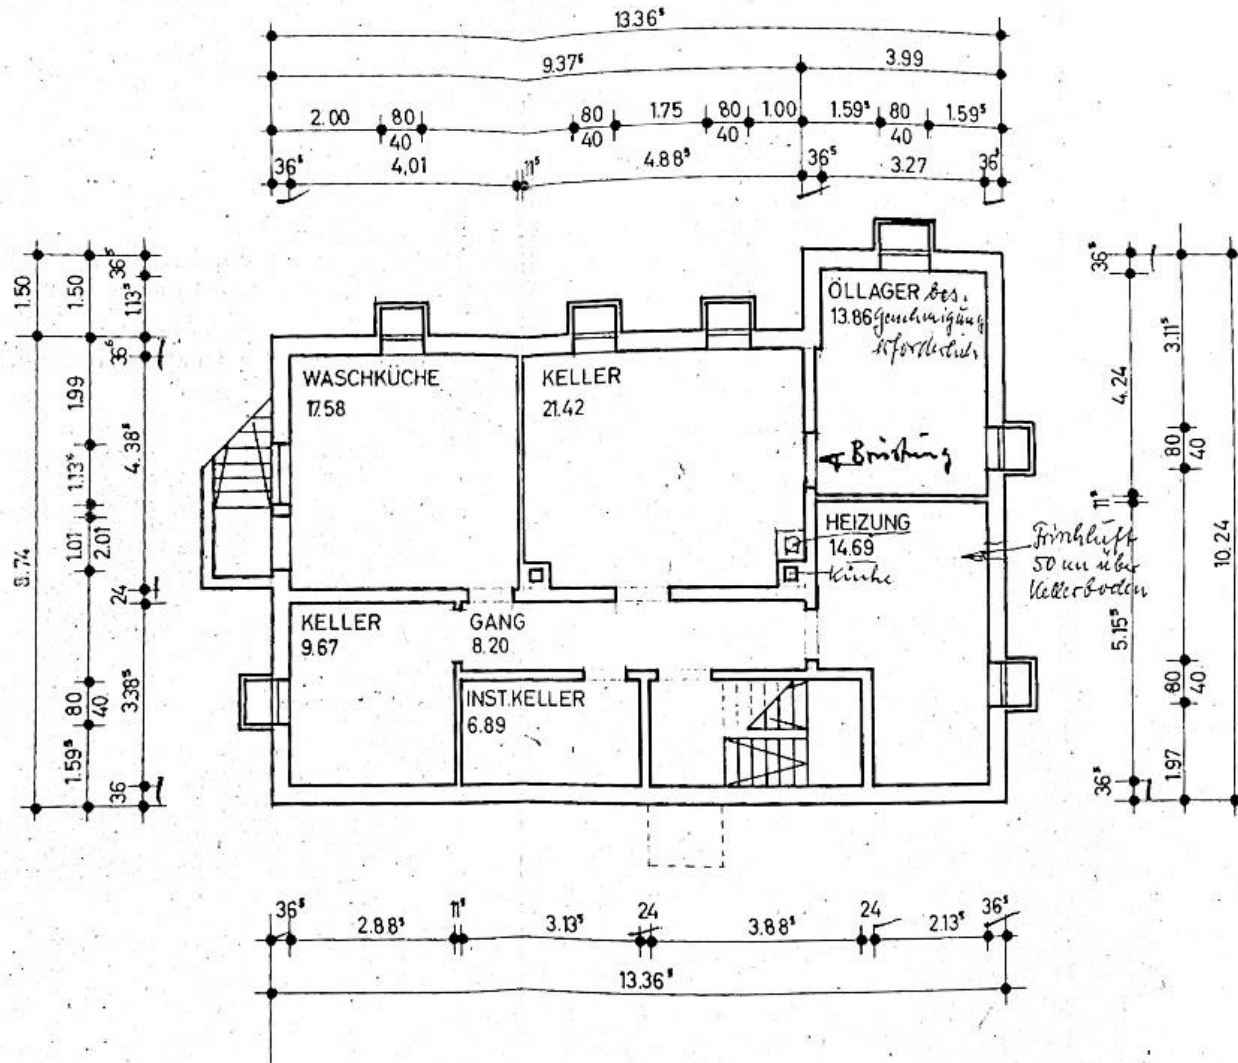 13.36⁵
9.37⁵ 3.99
2.00 80 80 1.75 80 1.00 1.59⁵ 80 1.59⁵
40 40 40 40
36⁵ 4,01 11⁵ 4.88⁵ 36⁵ 3.27 36⁵
1.50 1.50 1.13⁵ 36⁵
8.74
1.99
1.13⁵
1.01
2.01
80
40
1.59⁵
36⁵
4.38⁵
24
3.38⁵
36
ÖLLAGER bes.
13.86 Genehmigung
erforderlich
WASCHKÜCHE
17.58
KELLER
21.42
Brüstung
HEIZUNG
14.69
Küche
Frischluft
50 cm über
Kellerboden
KELLER
9.67
GANG
8.20
INST.KELLER
6.89
36⁵
4.24
11⁵
5.15⁵
36⁵
3.11⁵
80
40
80
40
1.97
10.24
36⁵ 2.88⁵ 11⁵ 3.13⁵ 24 3.88⁵ 24 2.13⁵ 36⁵
13.36⁵